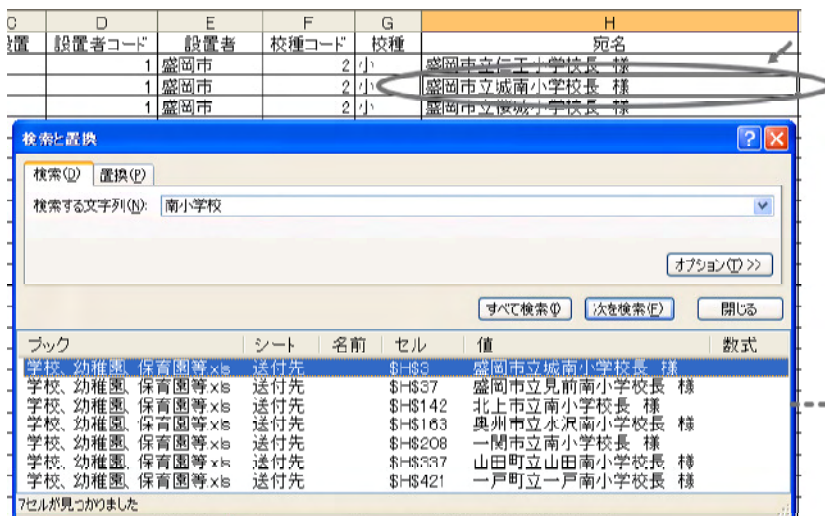 C D E F G H
設置 設置者コード 設置者 校種コード 校種 宛名
1 盛岡市 2 小 盛岡市立仁王小学校長 様
1 盛岡市 2 小 盛岡市立城南小学校長 様
1 盛岡市 2 小 盛岡市立桜城小学校長 様
検索と置換
検索(D) 置換(P)
検索する文字列(N): 南小学校
オプション(T) >>
すべて検索(I) 次を検索(F) 閉じる
ブック シート 名前 セル 値 数式
学校、幼稚園、保育園等.xls 送付先 $H$3 盛岡市立城南小学校長 様
学校、幼稚園、保育園等.xls 送付先 $H$37 盛岡市立見前南小学校長 様
学校、幼稚園、保育園等.xls 送付先 $H$142 北上市立南小学校長 様
学校、幼稚園、保育園等.xls 送付先 $H$163 奥州市立水沢南小学校長 様
学校、幼稚園、保育園等.xls 送付先 $H$208 一関市立南小学校長 様
学校、幼稚園、保育園等.xls 送付先 $H$337 山田町立山田南小学校長 様
学校、幼稚園、保育園等.xls 送付先 $H$421 一戸町立一戸南小学校長 様
7セルが見つかりました